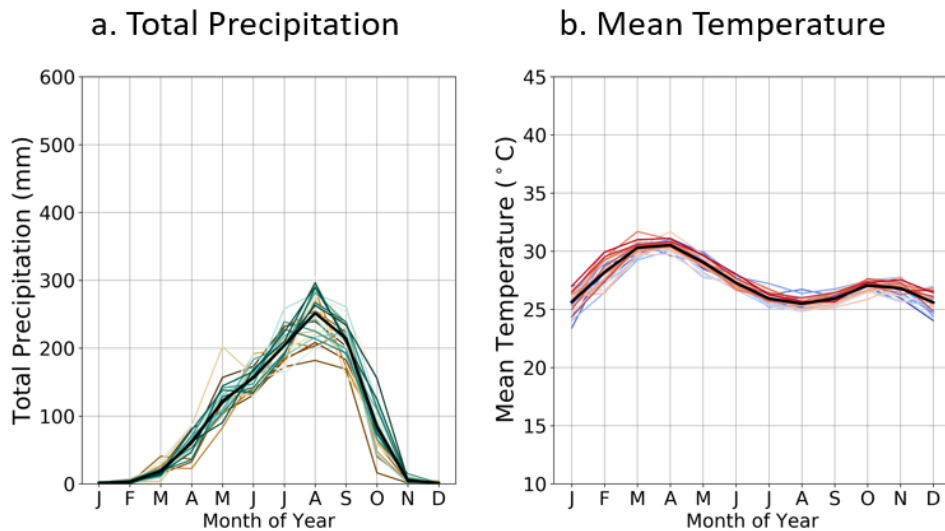 a. Total Precipitation
b. Mean Temperature
Total Precipitation (mm)
600
500
400
300
200
100
0
J F M A M J J A S O N D
Month of Year
Mean Temperature (°C)
45
40
35
30
25
20
15
10
J F M A M J J A S O N D
Month of Year